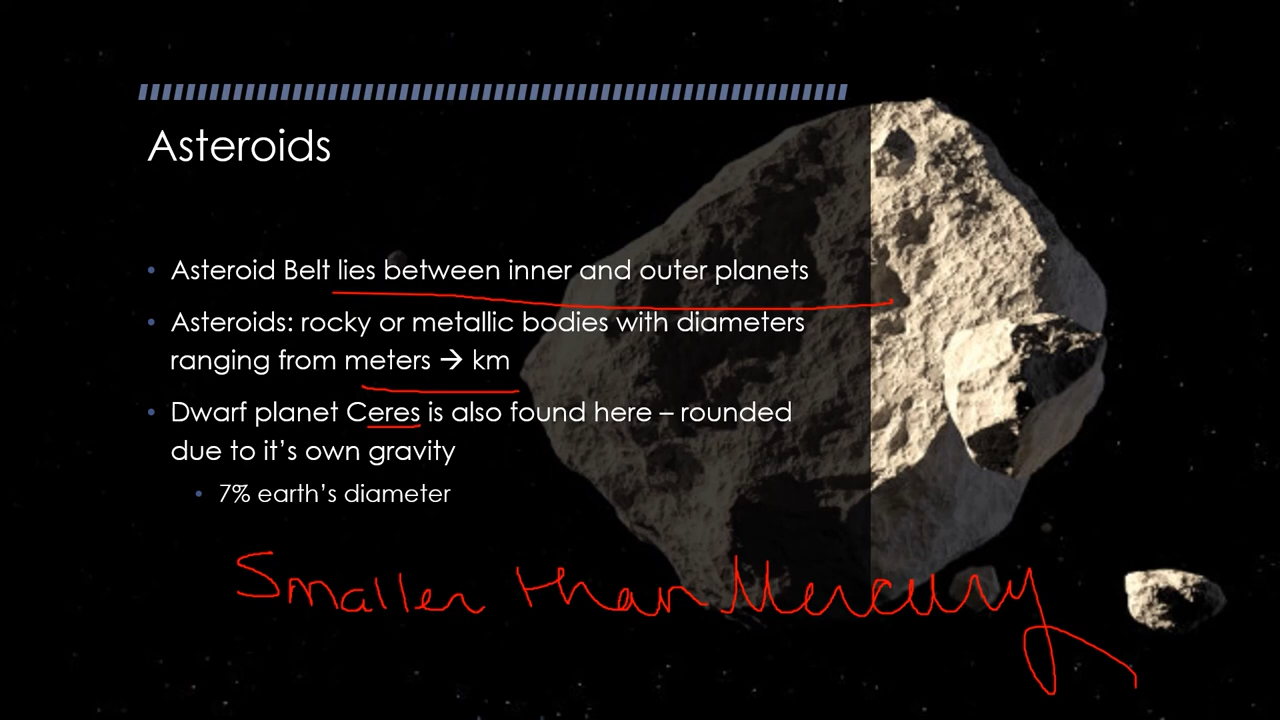 Asteroids
• Asteroid Belt lies between inner and outer planets
• Asteroids: rocky or metallic bodies with diameters
ranging from meters → km
• Dwarf planet Ceres is also found here – rounded
due to it’s own gravity
• 7% earth’s diameter
Smaller than Mercury